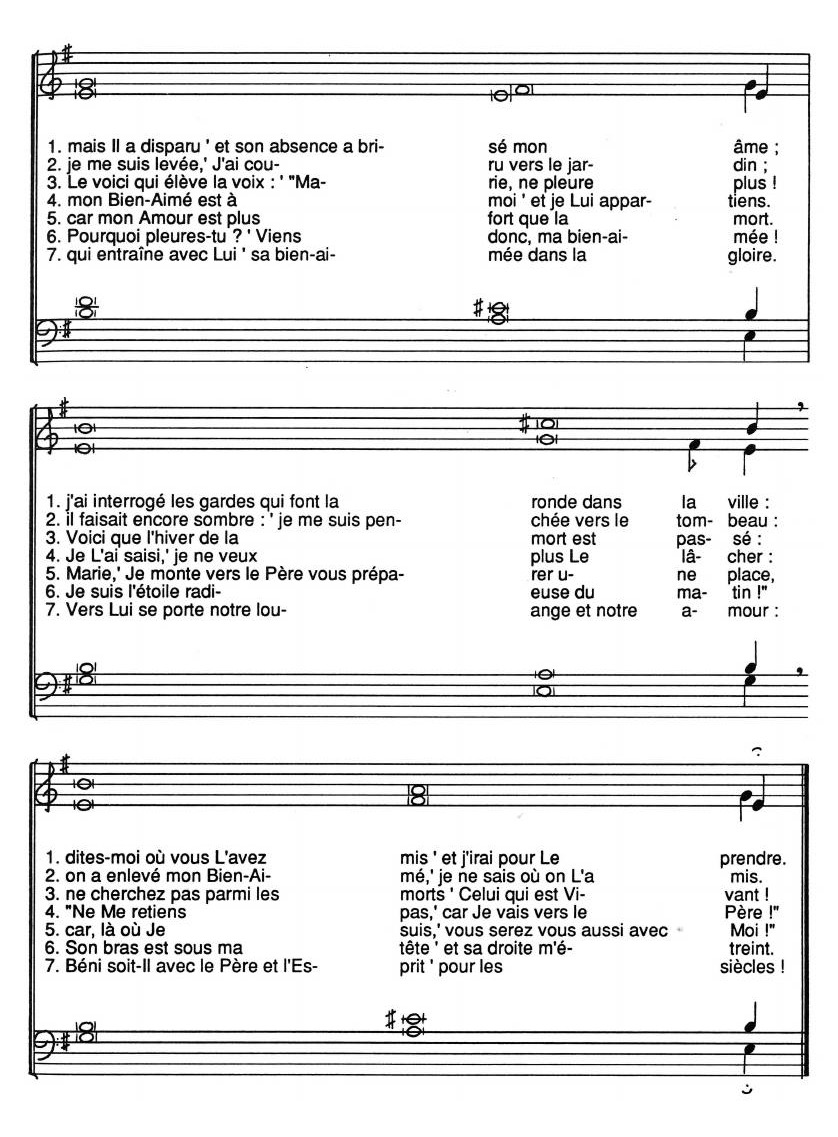 1. mais Il a disparu ' et son absence a bri- sé mon âme ;
2. je me suis levée,' J'ai cou- ru vers le jar- din ;
3. Le voici qui élève la voix : ' "Ma- rie, ne pleure plus !
4. mon Bien-Aimé est à moi ' et je Lui appar- tiens.
5. car mon Amour est plus fort que la mort.
6. Pourquoi pleures-tu ? ' Viens donc, ma bien-ai- mée !
7. qui entraîne avec Lui ' sa bien-ai- mée dans la gloire.
1. j'ai interrogé les gardes qui font la ronde dans la ville :
2. il faisait encore sombre : ' je me suis pen- chée vers le tom- beau :
3. Voici que l'hiver de la mort est pas- sé :
4. Je L'ai saisi,' je ne veux plus Le lâ- cher :
5. Marie,' Je monte vers le Père vous prépa- rer u- ne place,
6. Je suis l'étoile radi- euse du ma- tin !"
7. Vers Lui se porte notre lou- ange et notre a- mour :
1. dites-moi où vous L'avez mis ' et j'irai pour Le prendre.
2. on a enlevé mon Bien-Ai- mé,' je ne sais où on L'a mis.
3. ne cherchez pas parmi les morts ' Celui qui est Vi- vant !
4. "Ne Me retiens pas,' car Je vais vers le Père !"
5. car, là où Je suis,' vous serez vous aussi avec Moi !"
6. Son bras est sous ma tête ' et sa droite m'é- treint.
7. Béni soit-Il avec le Père et l'Es- prit ' pour les siècles !